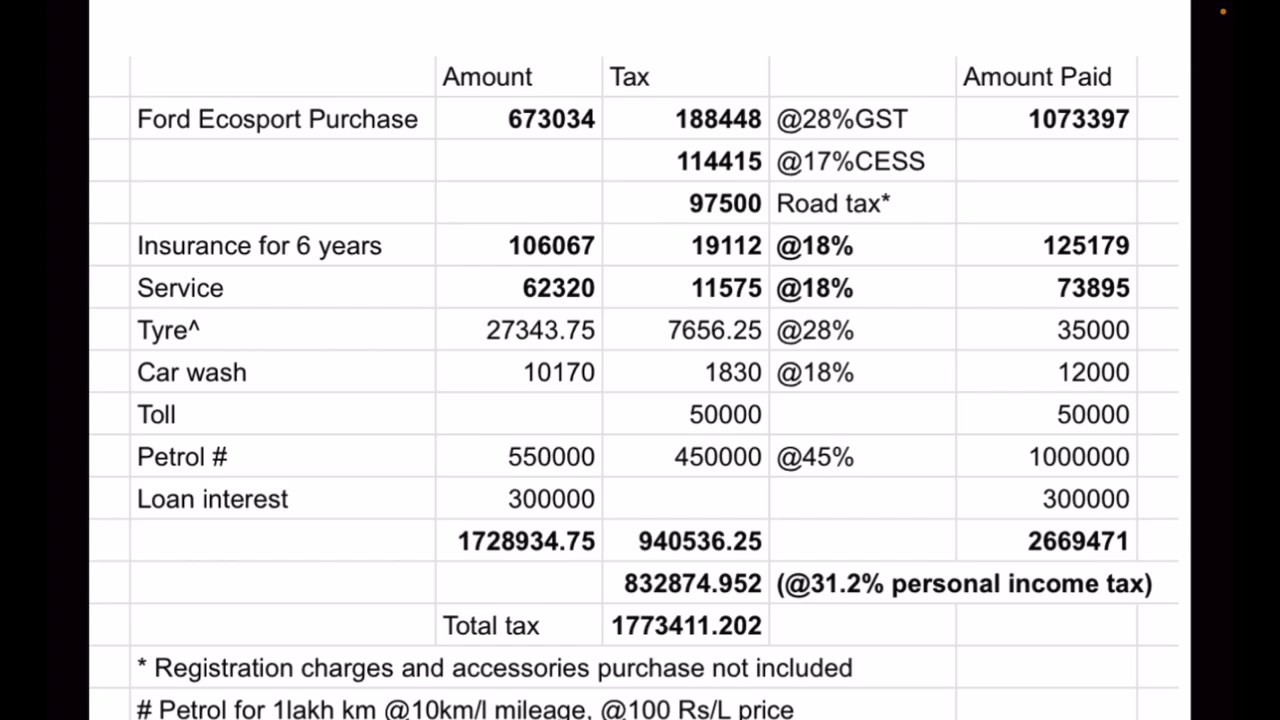 Amount Tax Amount Paid
Ford Ecosport Purchase 673034 188448 @28%GST 1073397
114415 @17%CESS
97500 Road tax*
Insurance for 6 years 106067 19112 @18% 125179
Service 62320 11575 @18% 73895
Tyre^ 27343.75 7656.25 @28% 35000
Car wash 10170 1830 @18% 12000
Toll 50000 50000
Petrol # 550000 450000 @45% 1000000
Loan interest 300000 300000
1728934.75 940536.25 2669471
832874.952 (@31.2% personal income tax)
Total tax 1773411.202
* Registration charges and accessories purchase not included
# Petrol for 1lakh km @10km/l mileage, @100 Rs/L price